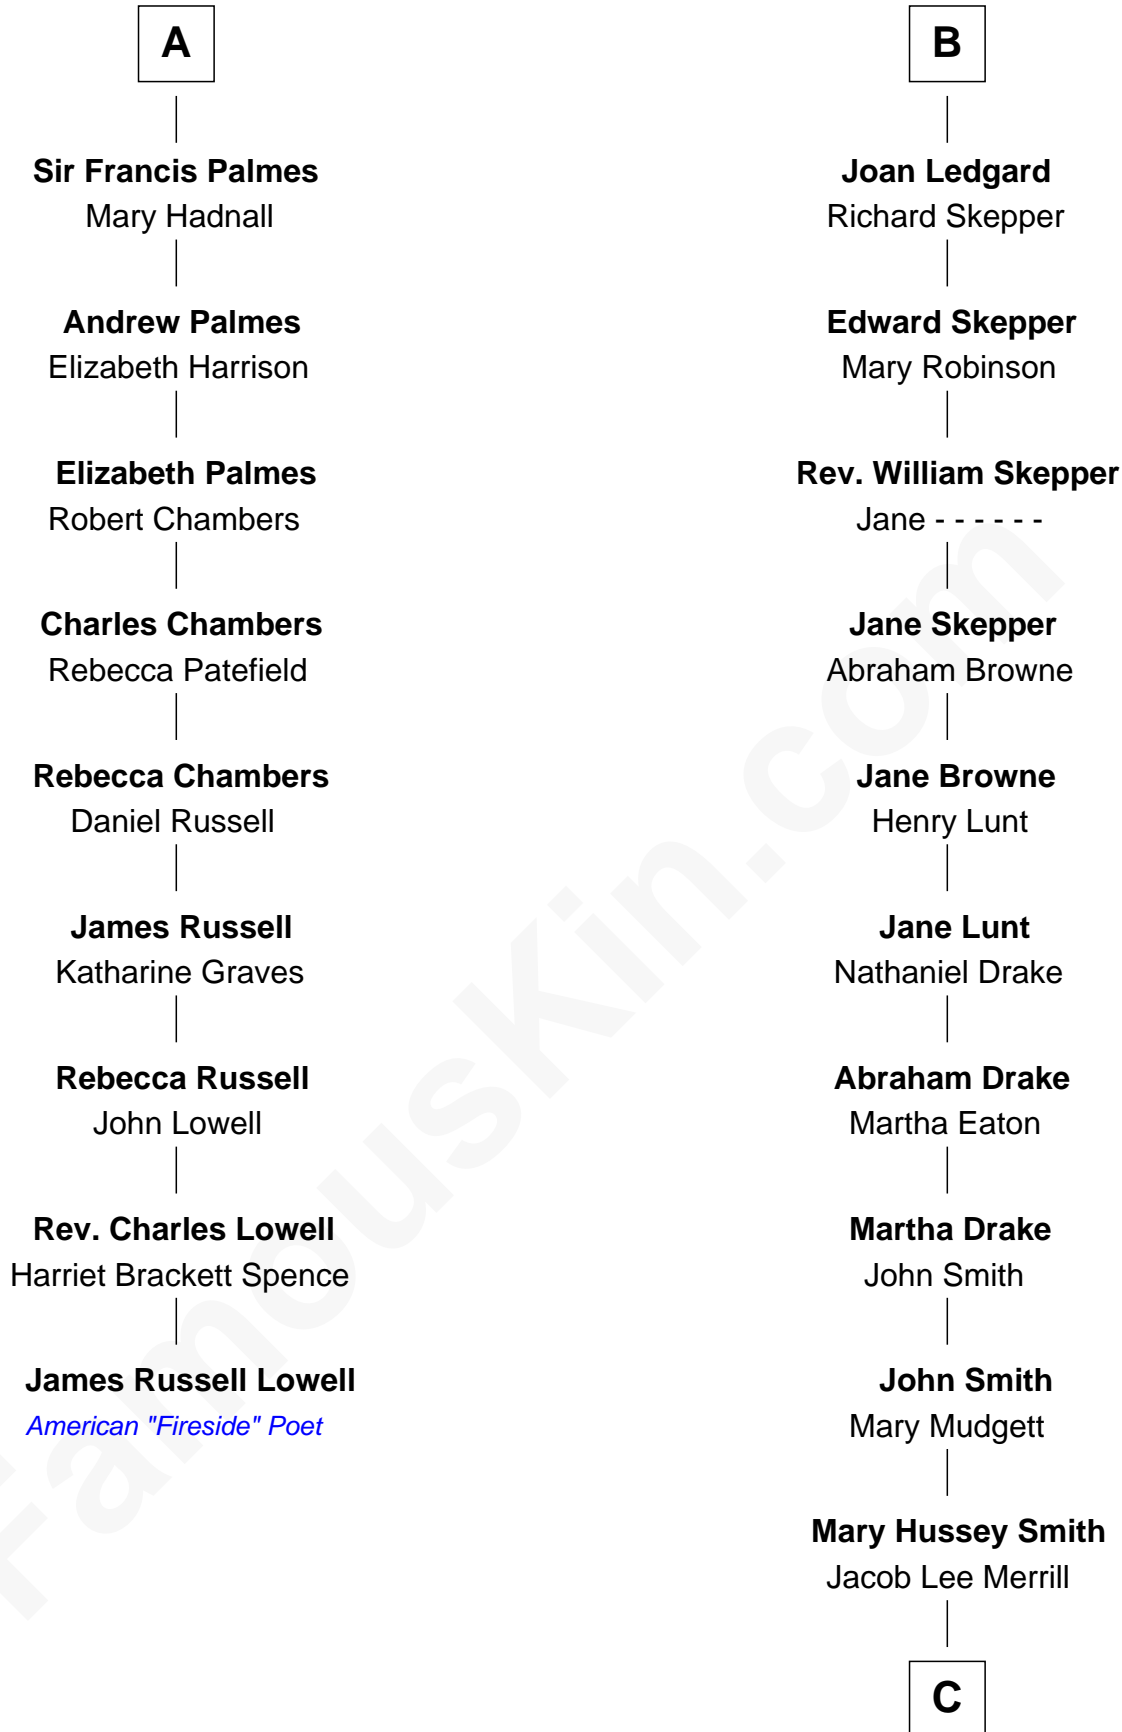 A
Sir Francis Palmes
Mary Hadnall
Andrew Palmes
Elizabeth Harrison
Elizabeth Palmes
Robert Chambers
Charles Chambers
Rebecca Patefield
Rebecca Chambers
Daniel Russell
James Russell
Katharine Graves
Rebecca Russell
John Lowell
Rev. Charles Lowell
Harriet Brackett Spence
James Russell Lowell
American "Fireside" Poet
B
Joan Ledgard
Richard Skepper
Edward Skepper
Mary Robinson
Rev. William Skepper
Jane - - - - - -
Jane Skepper
Abraham Browne
Jane Browne
Henry Lunt
Jane Lunt
Nathaniel Drake
Abraham Drake
Martha Eaton
Martha Drake
John Smith
John Smith
Mary Mudgett
Mary Hussey Smith
Jacob Lee Merrill
C
FamousKin.com